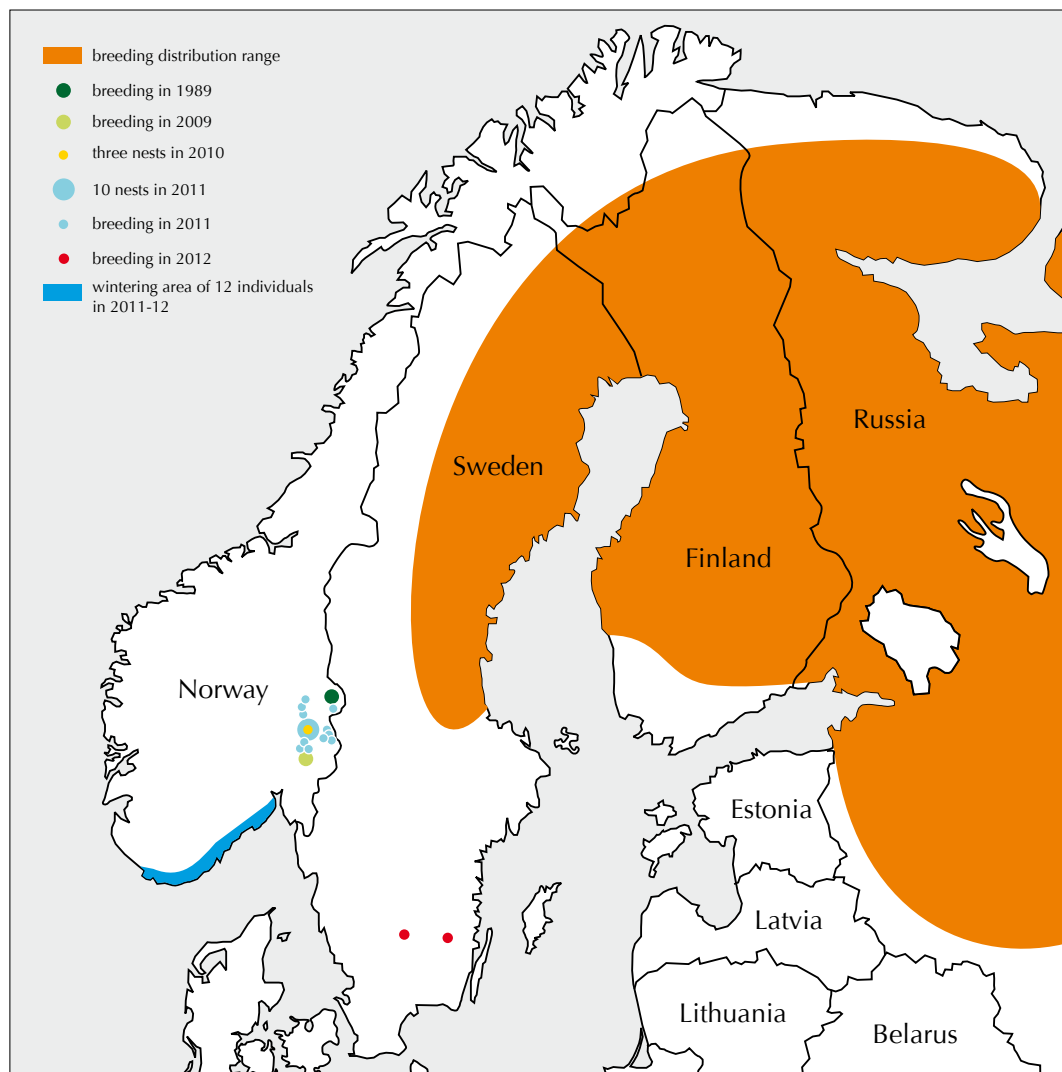 breeding distribution range
breeding in 1989
breeding in 2009
three nests in 2010
10 nests in 2011
breeding in 2011
breeding in 2012
wintering area of 12 individuals
in 2011-12
Russia
Sweden
Finland
Norway
Estonia
Latvia
Lithuania
Belarus